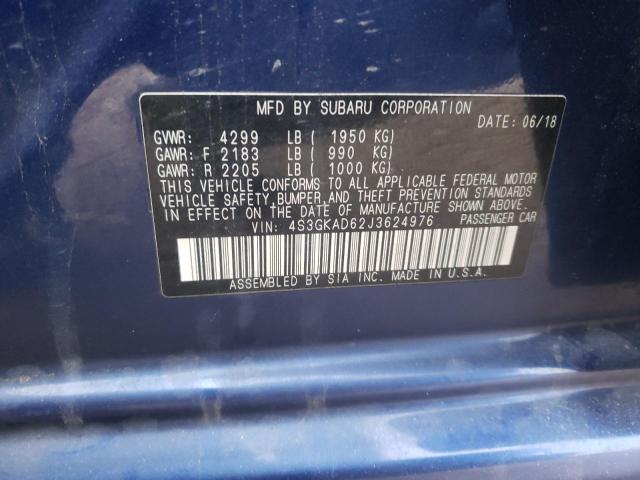 MFD BY SUBARU CORPORATION
DATE: 06/18
GVWR: 4299 LB ( 1950 KG)
GAWR: F 2183 LB ( 990 KG)
GAWR: R 2205 LB ( 1000 KG)
THIS VEHICLE CONFORMS TO ALL APPLICABLE FEDERAL MOTOR
VEHICLE SAFETY, BUMPER, AND THEFT PREVENTION STANDARDS
IN EFFECT ON THE DATE OF MANUFACTURE SHOWN ABOVE.
VIN: 4S3GKAD62J3624976 PASSENGER CAR
ASSEMBLED BY SIA INC. MADE IN U.S.A.